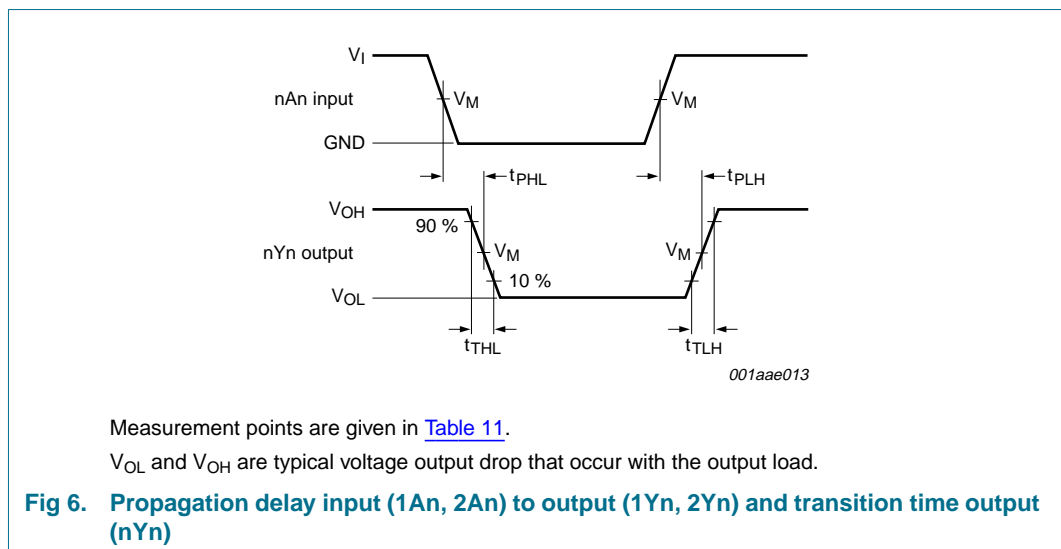 VI
nAn input
VM
VM
GND
tPHL
tPLH
VOH
90 %
nYn output
VM
VM
10 %
VOL
tTHL
tTLH
001aae013
Measurement points are given in Table 11.
VOL and VOH are typical voltage output drop that occur with the output load.
Fig 6. Propagation delay input (1An, 2An) to output (1Yn, 2Yn) and transition time output
(nYn)